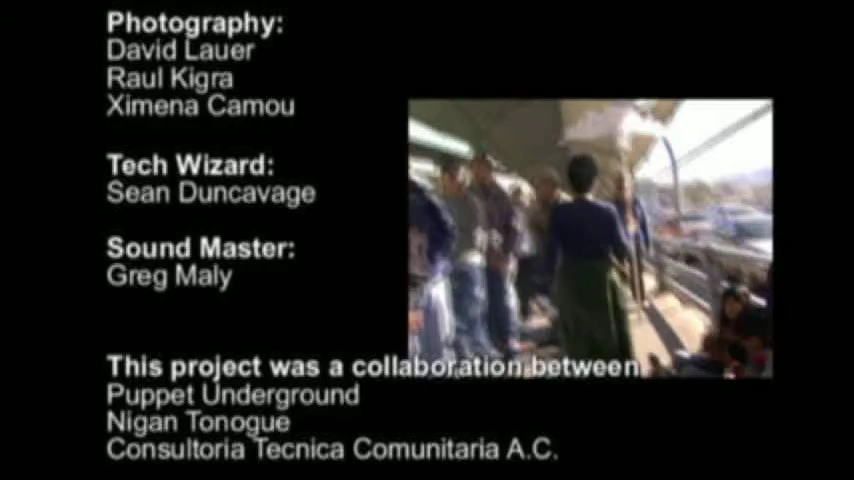 Photography:
David Lauer
Raul Kigra
Ximena Camou
Tech Wizard:
Sean Duncavage
Sound Master:
Greg Maly
This project was a collaboration between
Puppet Underground
Nigan Tonogue
Consultoria Tecnica Comunitaria A.C.